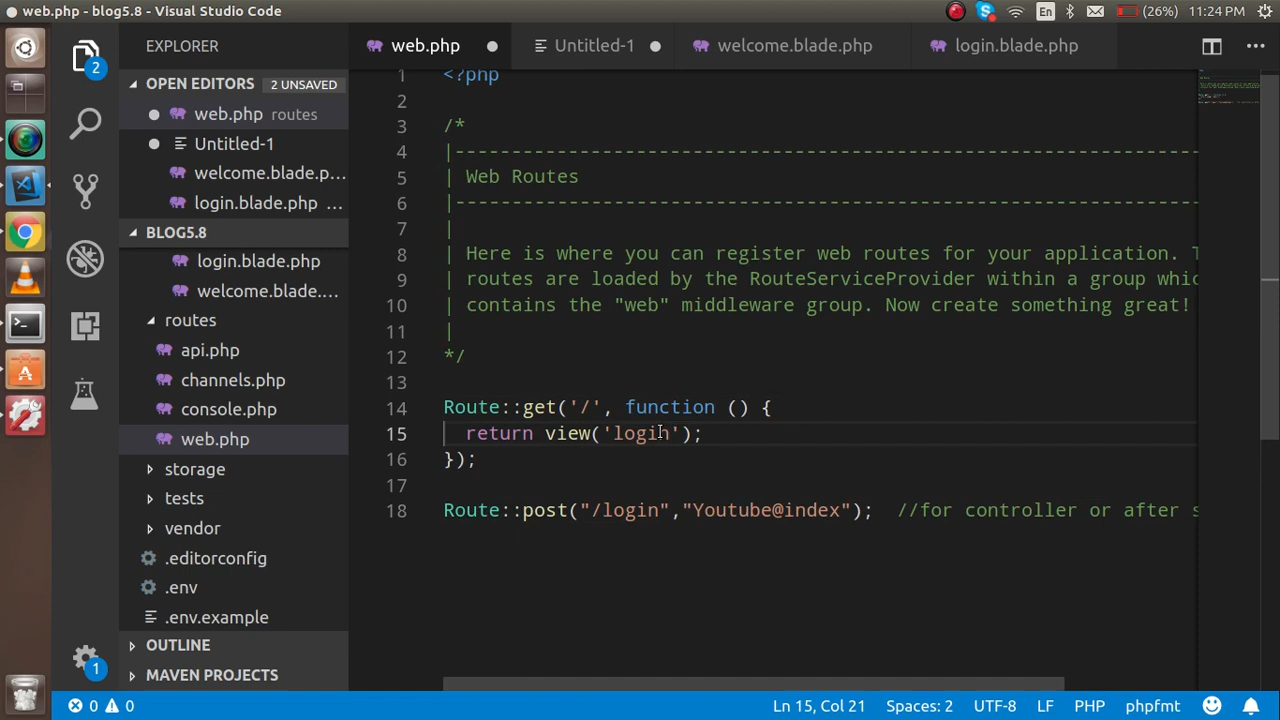 web.php - blog5.8 - Visual Studio Code
En
(26%)
11:24 PM
EXPLORER
OPEN EDITORS
2 UNSAVED
web.php routes
Untitled-1
welcome.blade.p...
login.blade.php ...
BLOG5.8
login.blade.php
welcome.blade....
routes
api.php
channels.php
console.php
web.php
storage
tests
vendor
.editorconfig
.env
.env.example
OUTLINE
MAVEN PROJECTS
2
1
web.php
Untitled-1
welcome.blade.php
login.blade.php
1 <?php
2
3 /*
4 |--------------------------------------------------------------------------
5 | Web Routes
6 |--------------------------------------------------------------------------
7 |
8 | Here is where you can register web routes for your application. T
9 | routes are loaded by the RouteServiceProvider within a group which
10 | contains the "web" middleware group. Now create something great!
11 |
12 */
13
14 Route::get('/', function () {
15 return view('login');
16 });
17
18 Route::post("/login","Youtube@index"); //for controller or after s
0 0
Ln 15, Col 21
Spaces: 2
UTF-8
LF
PHP
phpfmt